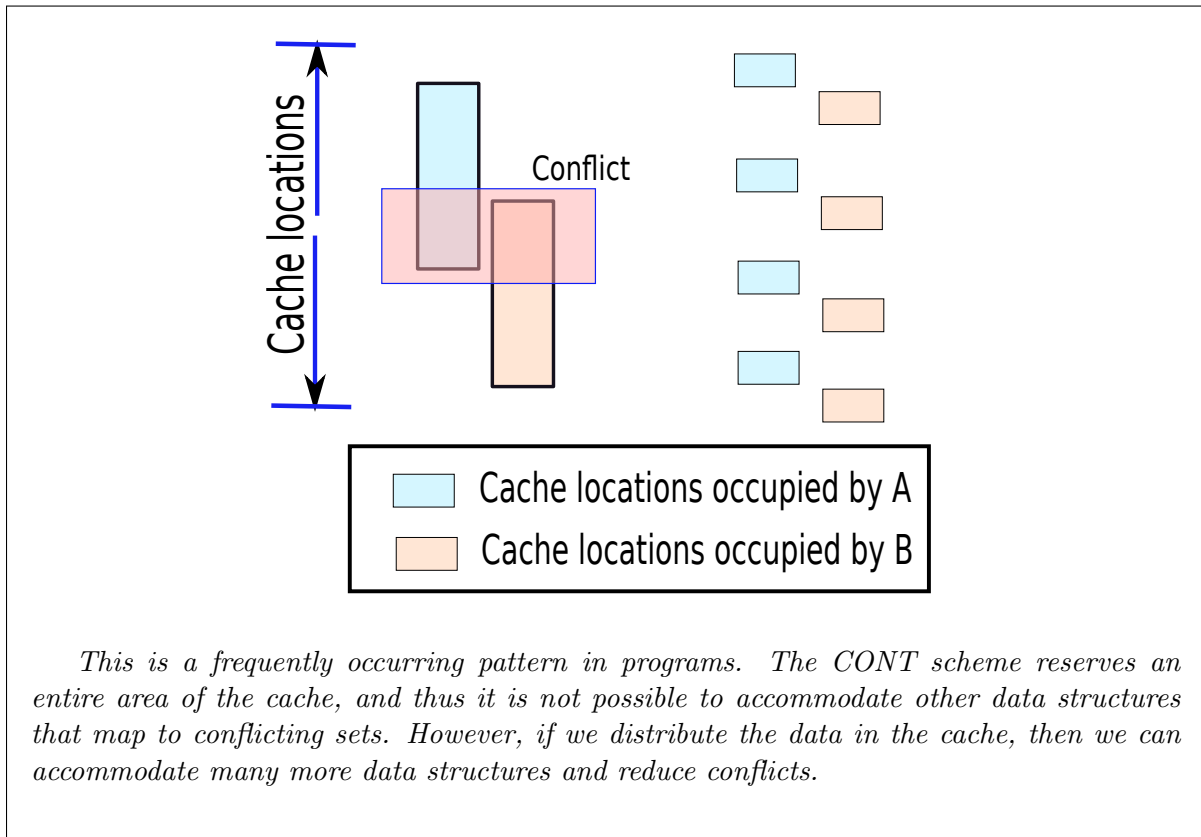 Cache locations
Conflict
Cache locations occupied by A
Cache locations occupied by B
This is a frequently occurring pattern in programs. The CONT scheme reserves an
entire area of the cache, and thus it is not possible to accommodate other data structures
that map to conflicting sets. However, if we distribute the data in the cache, then we can
accommodate many more data structures and reduce conflicts.